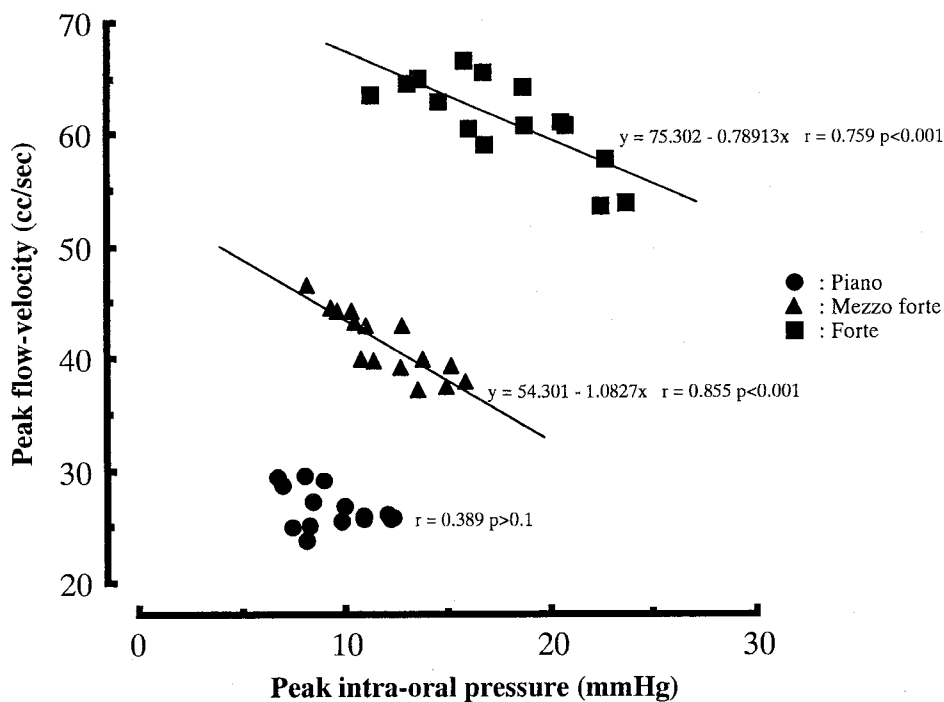 70
60
50
40
30
20
Peak flow-velocity (cc/sec)
y = 75.302 - 0.78913x r = 0.759 p<0.001
: Piano
: Mezzo forte
: Forte
y = 54.301 - 1.0827x r = 0.855 p<0.001
r = 0.389 p>0.1
0
10
20
30
Peak intra-oral pressure (mmHg)